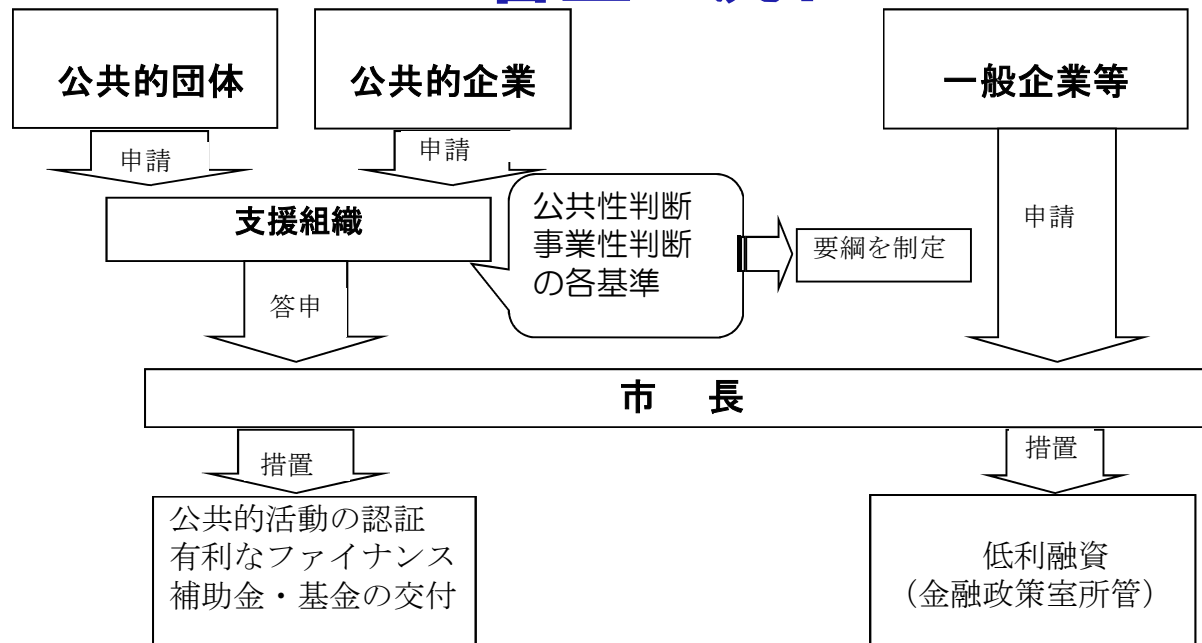 公共的団体
公共的企業
一般企業等
申請
申請
申請
支援組織
公共性判断
事業性判断
の各基準
要綱を制定
答申
市 長
措置
措置
公共的活動の認証
有利なファイナンス
補助金・基金の交付
低利融資
（金融政策室所管）